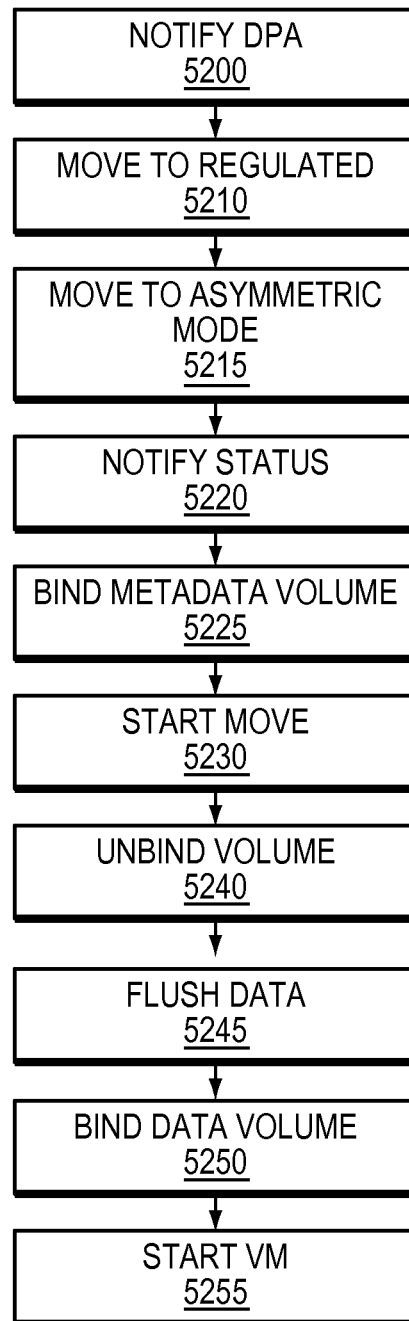 NOTIFY DPA
5200
MOVE TO REGULATED
5210
MOVE TO ASYMMETRIC
MODE
5215
NOTIFY STATUS
5220
BIND METADATA VOLUME
5225
START MOVE
5230
UNBIND VOLUME
5240
FLUSH DATA
5245
BIND DATA VOLUME
5250
START VM
5255